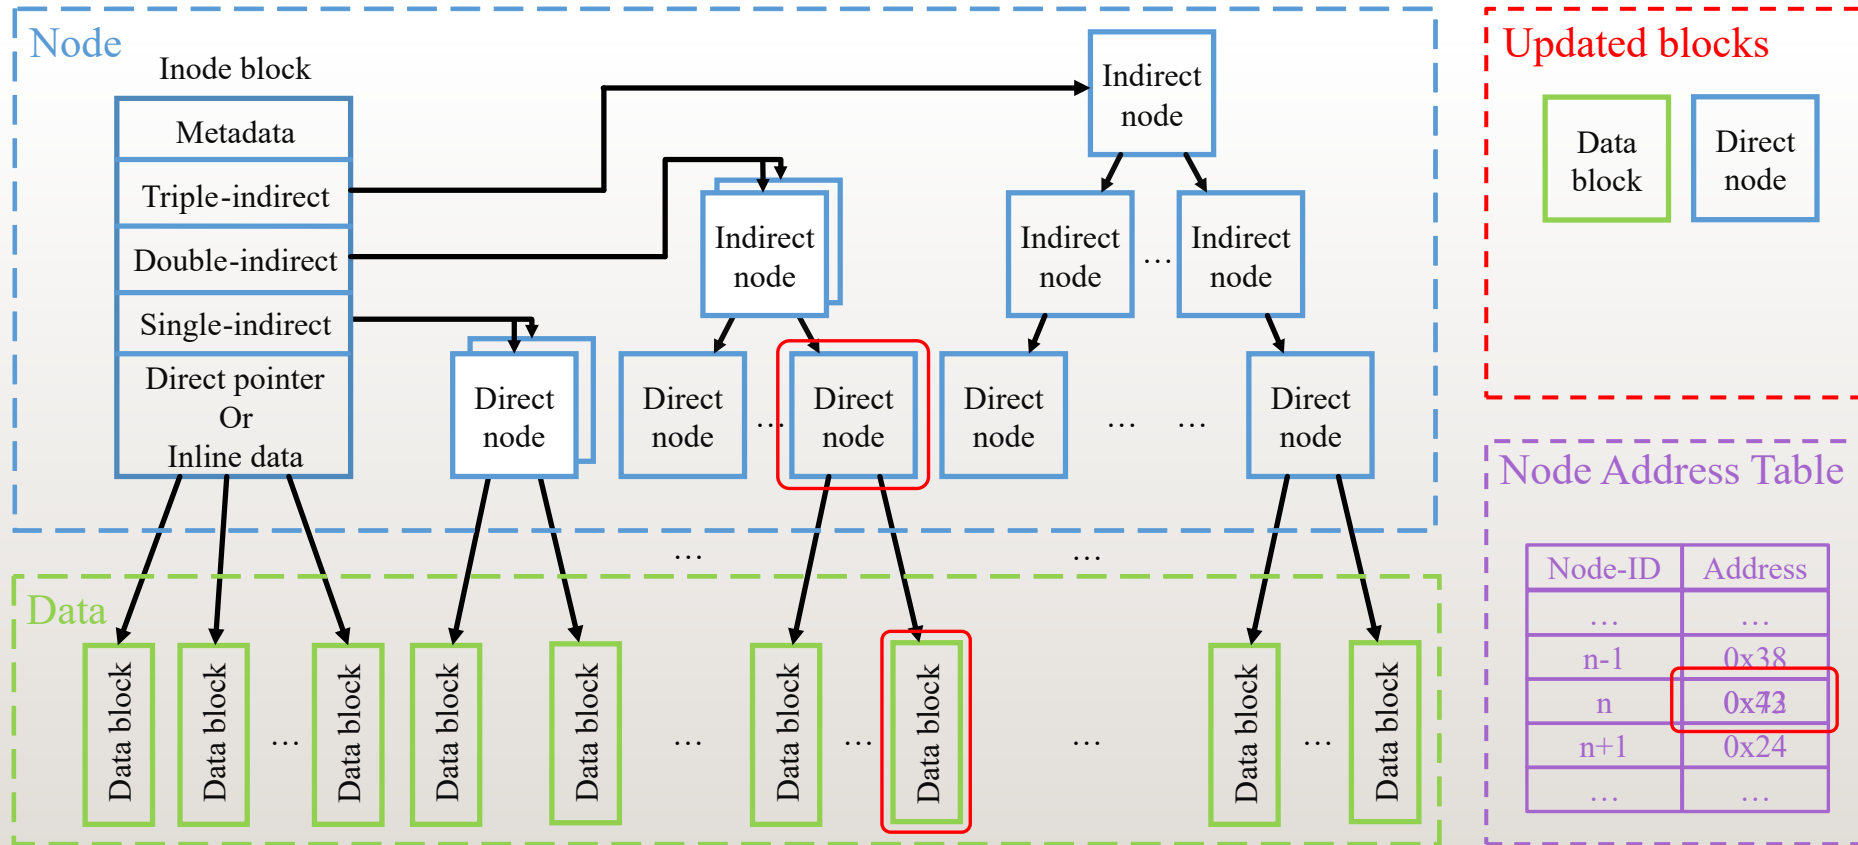 Node
Inode block
Metadata
Triple-indirect
Double-indirect
Single-indirect
Direct pointer
Or
Inline data
Indirect
node
Indirect
node
Indirect
node
…
Indirect
node
Direct
node
Direct
node
…
Direct
node
Direct
node
…
…
Direct
node
…
…
Data
Data block
Data block
…
Data block
Data block
Data block
…
Data block
…
Data block
…
Data block
…
Data block
Updated blocks
Data
block
Direct
node
Node Address Table
Node-ID Address
… …
n-1 0x38
n
n+1 0x24
… …